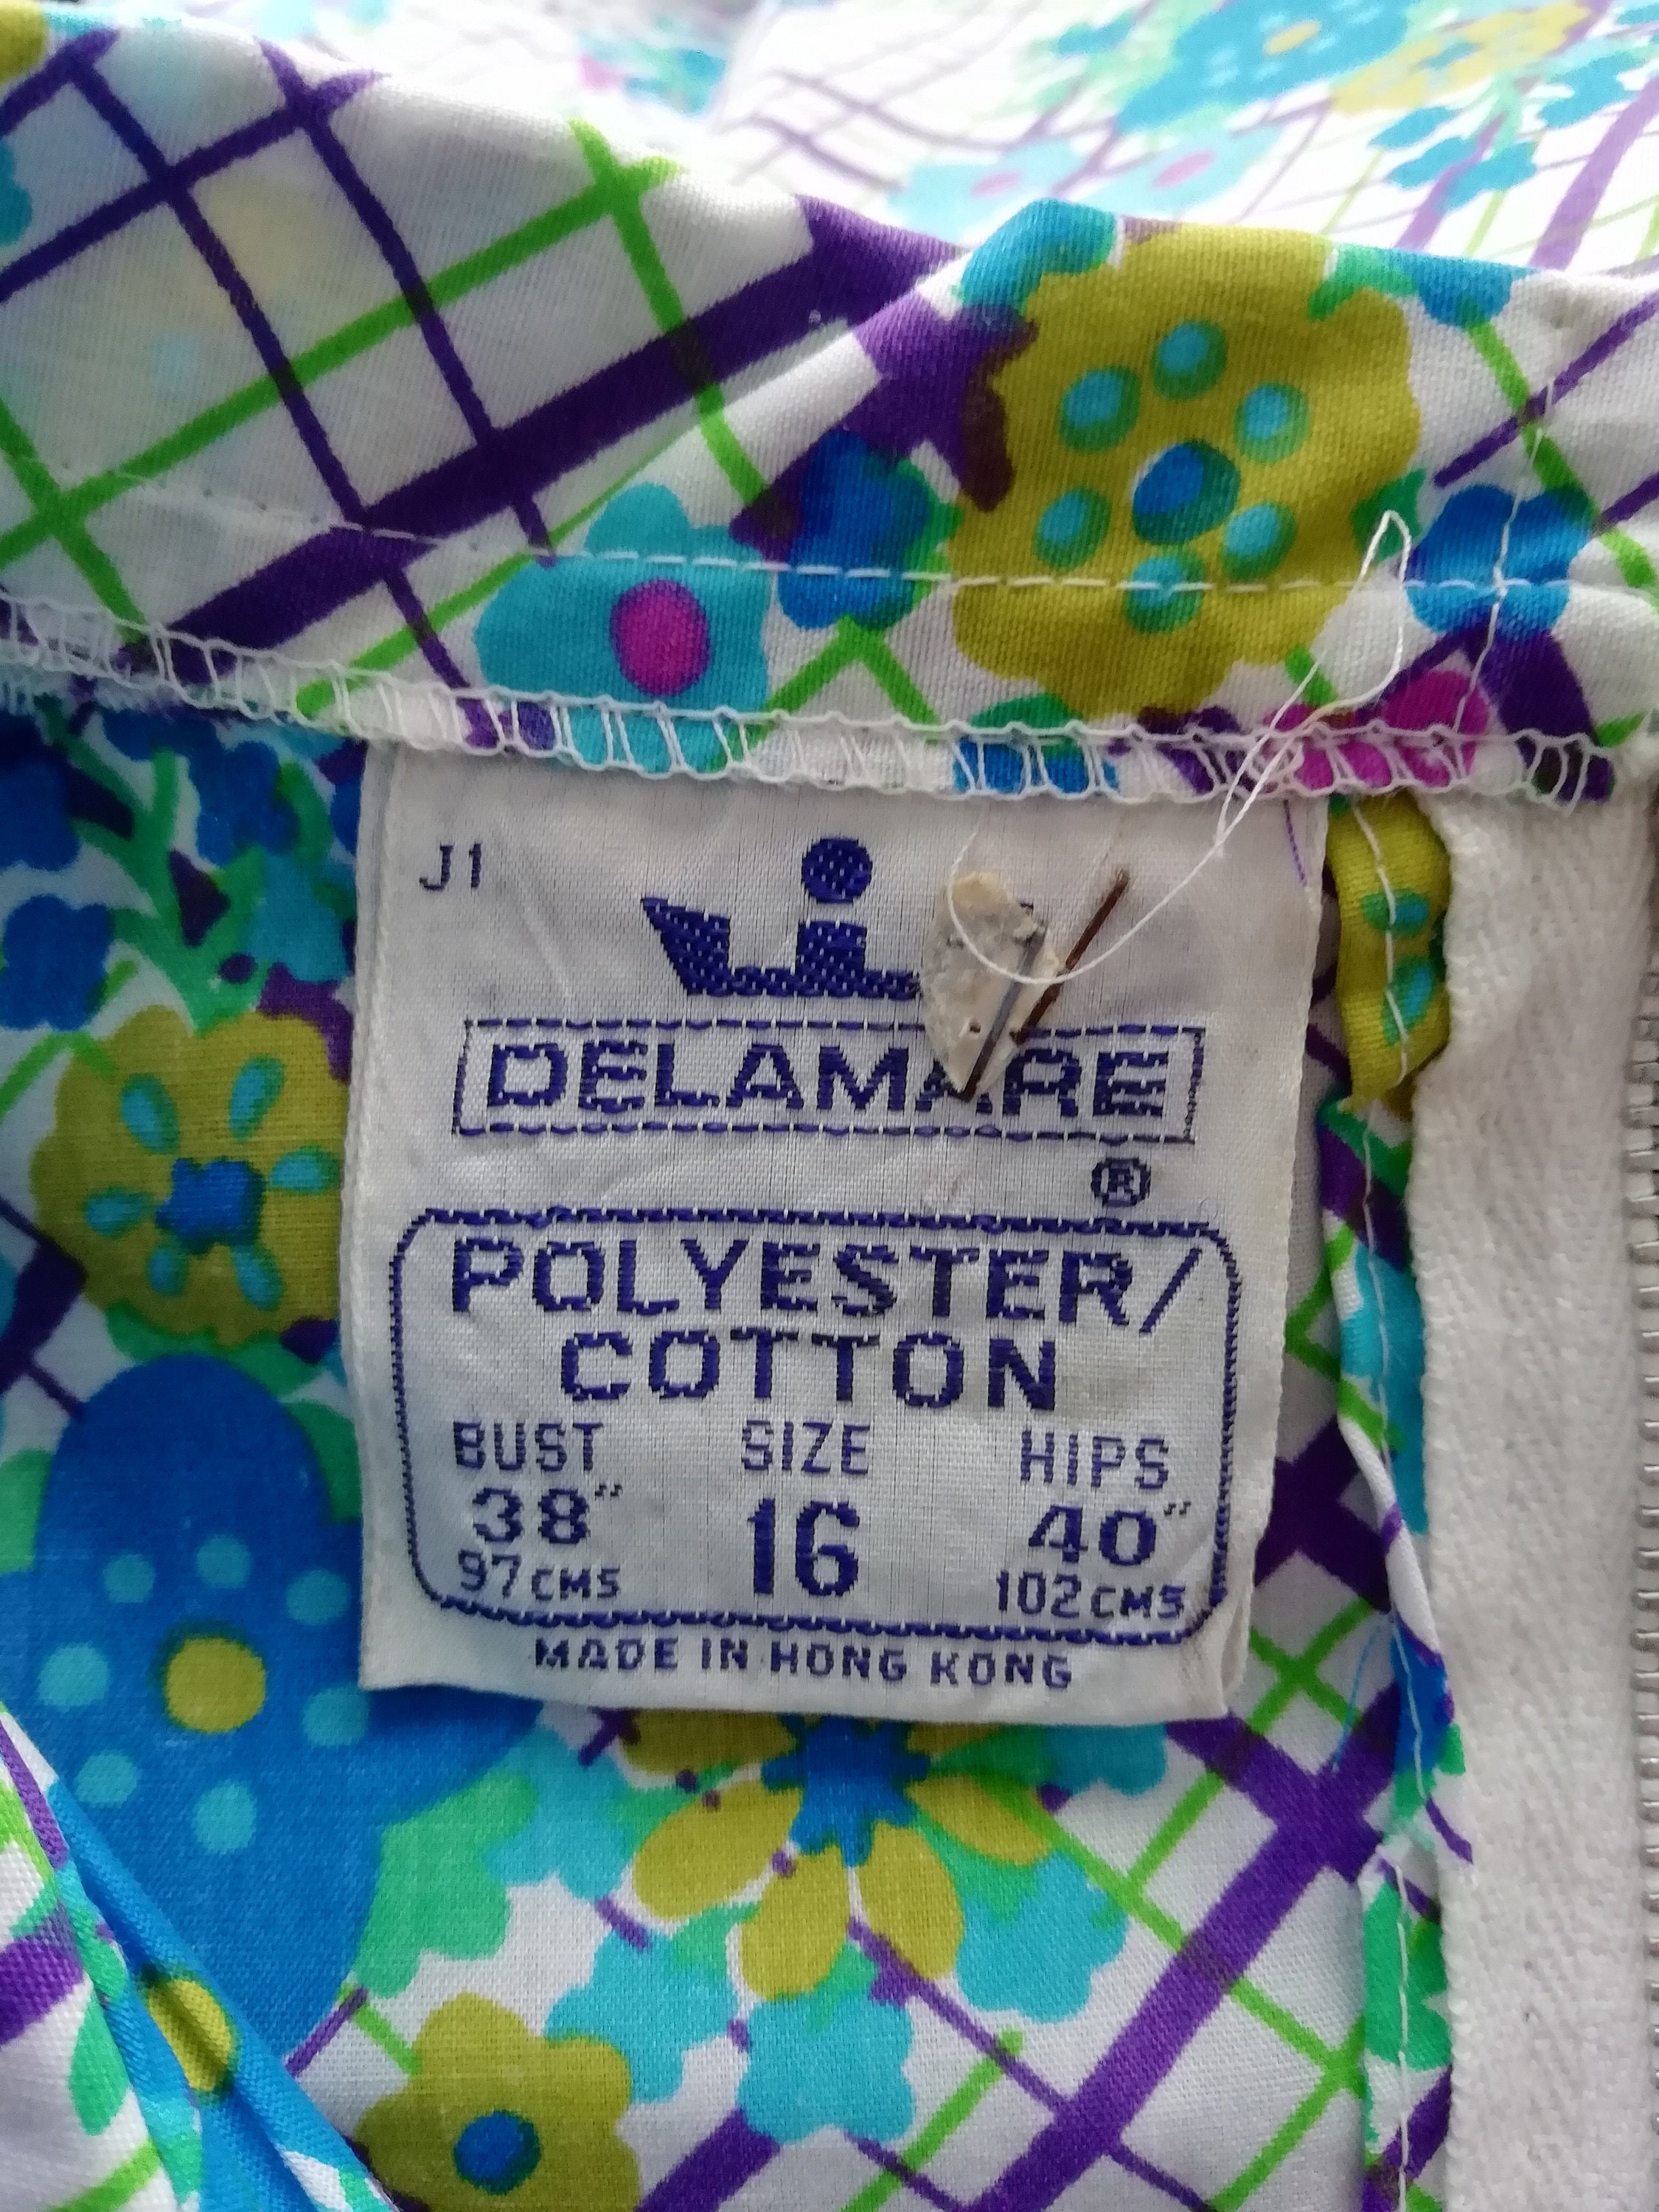 J1
DELAMARE
®
POLYESTER/
COTTON
BUST SIZE HIPS
38" 16 40"
97CMS 102CMS
MADE IN HONG KONG